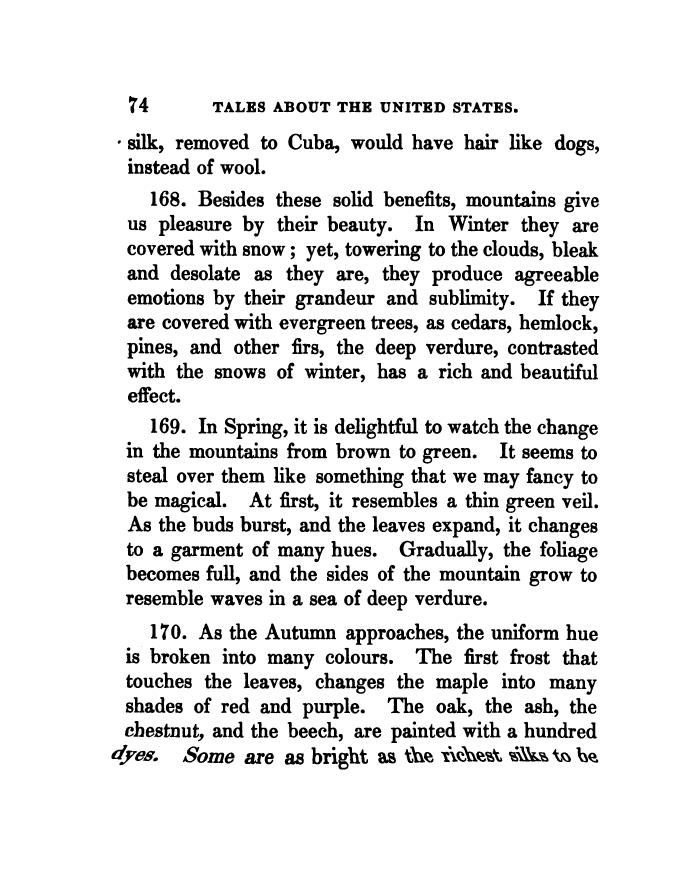 74 TALES ABOUT THE UNITED STATES.
silk, removed to Cuba, would have hair like dogs,
instead of wool.
168. Besides these solid benefits, mountains give
us pleasure by their beauty. In Winter they are
covered with snow; yet, towering to the clouds, bleak
and desolate as they are, they produce agreeable
emotions by their grandeur and sublimity. If they
are covered with evergreen trees, as cedars, hemlock,
pines, and other firs, the deep verdure, contrasted
with the snows of winter, has a rich and beautiful
effect.
169. In Spring, it is delightful to watch the change
in the mountains from brown to green. It seems to
steal over them like something that we may fancy to
be magical. At first, it resembles a thin green veil.
As the buds burst, and the leaves expand, it changes
to a garment of many hues. Gradually, the foliage
becomes full, and the sides of the mountain grow to
resemble waves in a sea of deep verdure.
170. As the Autumn approaches, the uniform hue
is broken into many colours. The first frost that
touches the leaves, changes the maple into many
shades of red and purple. The oak, the ash, the
chestnut, and the beech, are painted with a hundred
dyes. Some are as bright as the richest silks to be